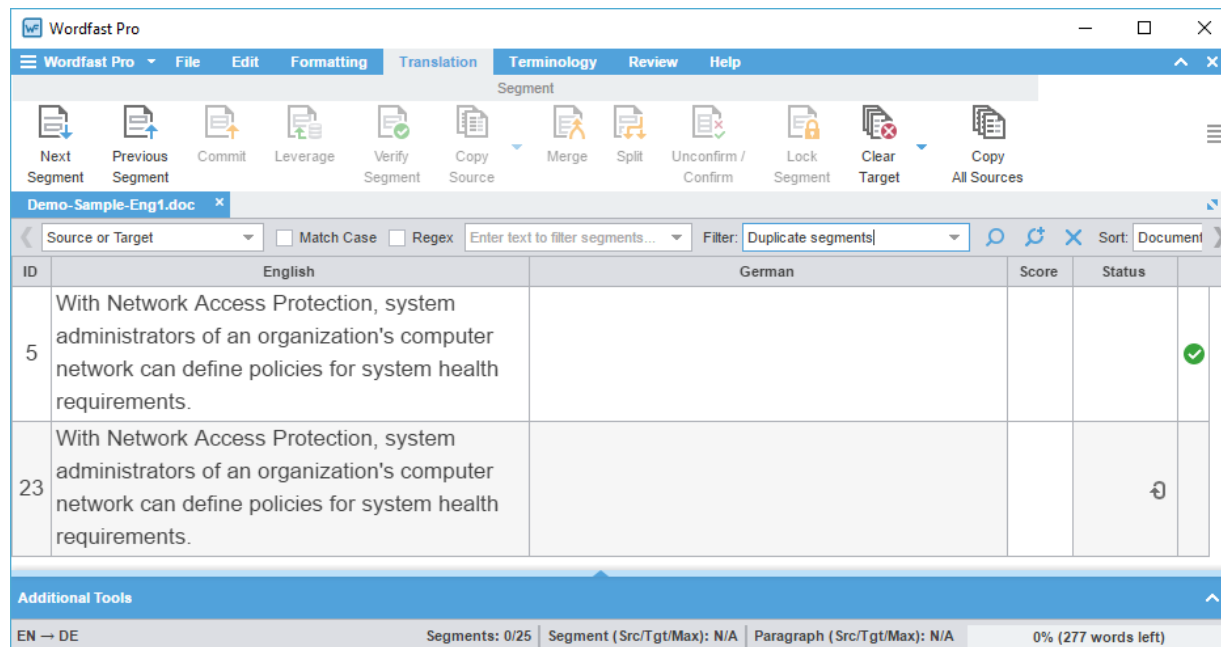 WF Wordfast Pro
Wordfast Pro File Edit Formatting Translation Terminology Review Help
Segment
Next Segment Previous Segment Commit Leverage Verify Segment Copy Source Merge Split Unconfirm / Confirm Lock Segment Clear Target Copy All Sources
Demo-Sample-Eng1.doc
Source or Target Match Case Regex Enter text to filter segments... Filter: Duplicate segments Sort: Document
ID English German Score Status
5
With Network Access Protection, system
administrators of an organization's computer
network can define policies for system health
requirements.
23
With Network Access Protection, system
administrators of an organization's computer
network can define policies for system health
requirements.
Additional Tools
EN → DE Segments: 0/25 Segment (Src/Tgt/Max): N/A Paragraph (Src/Tgt/Max): N/A 0% (277 words left)